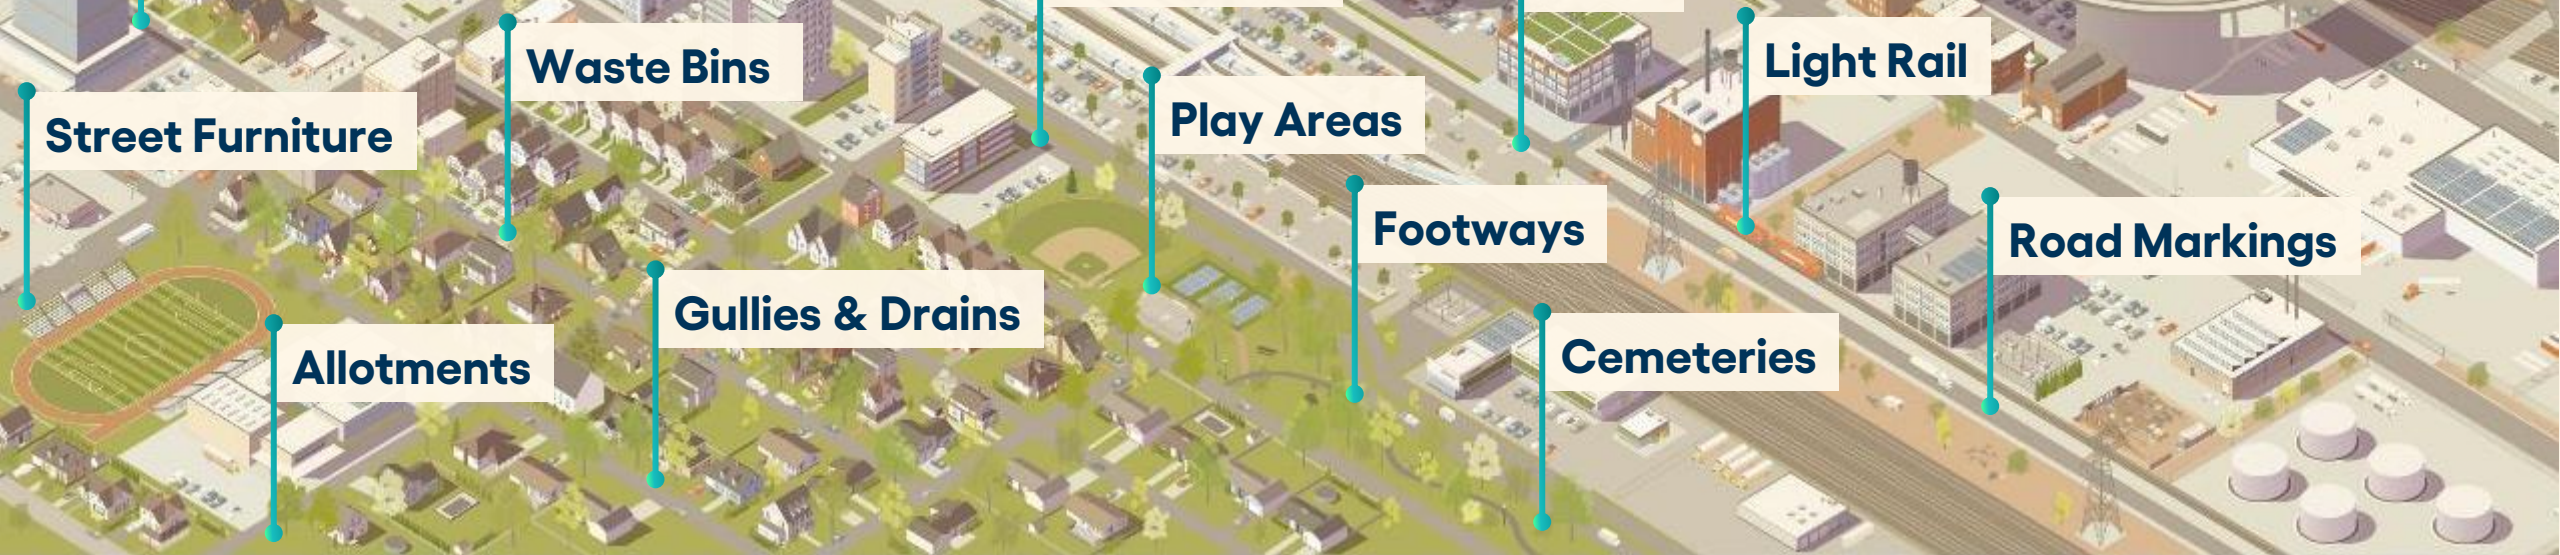 Waste Bins
Light Rail
Street Furniture
Play Areas
Footways
Road Markings
Gullies & Drains
Allotments
Cemeteries